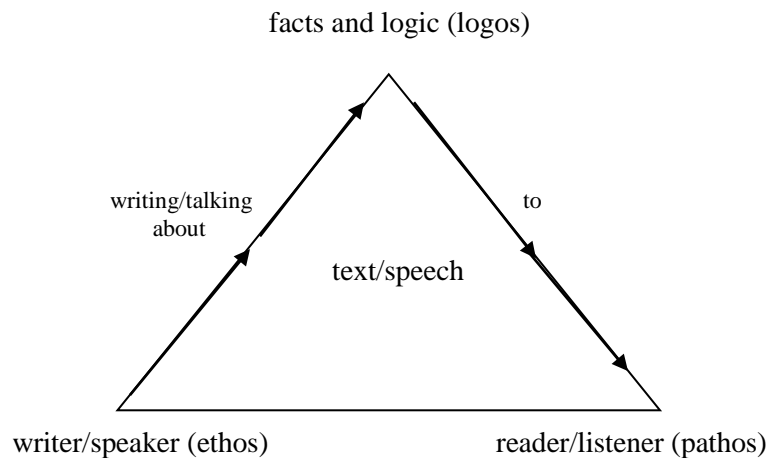 facts and logic (logos)
writing/talking
about
to
text/speech
writer/speaker (ethos)
reader/listener (pathos)